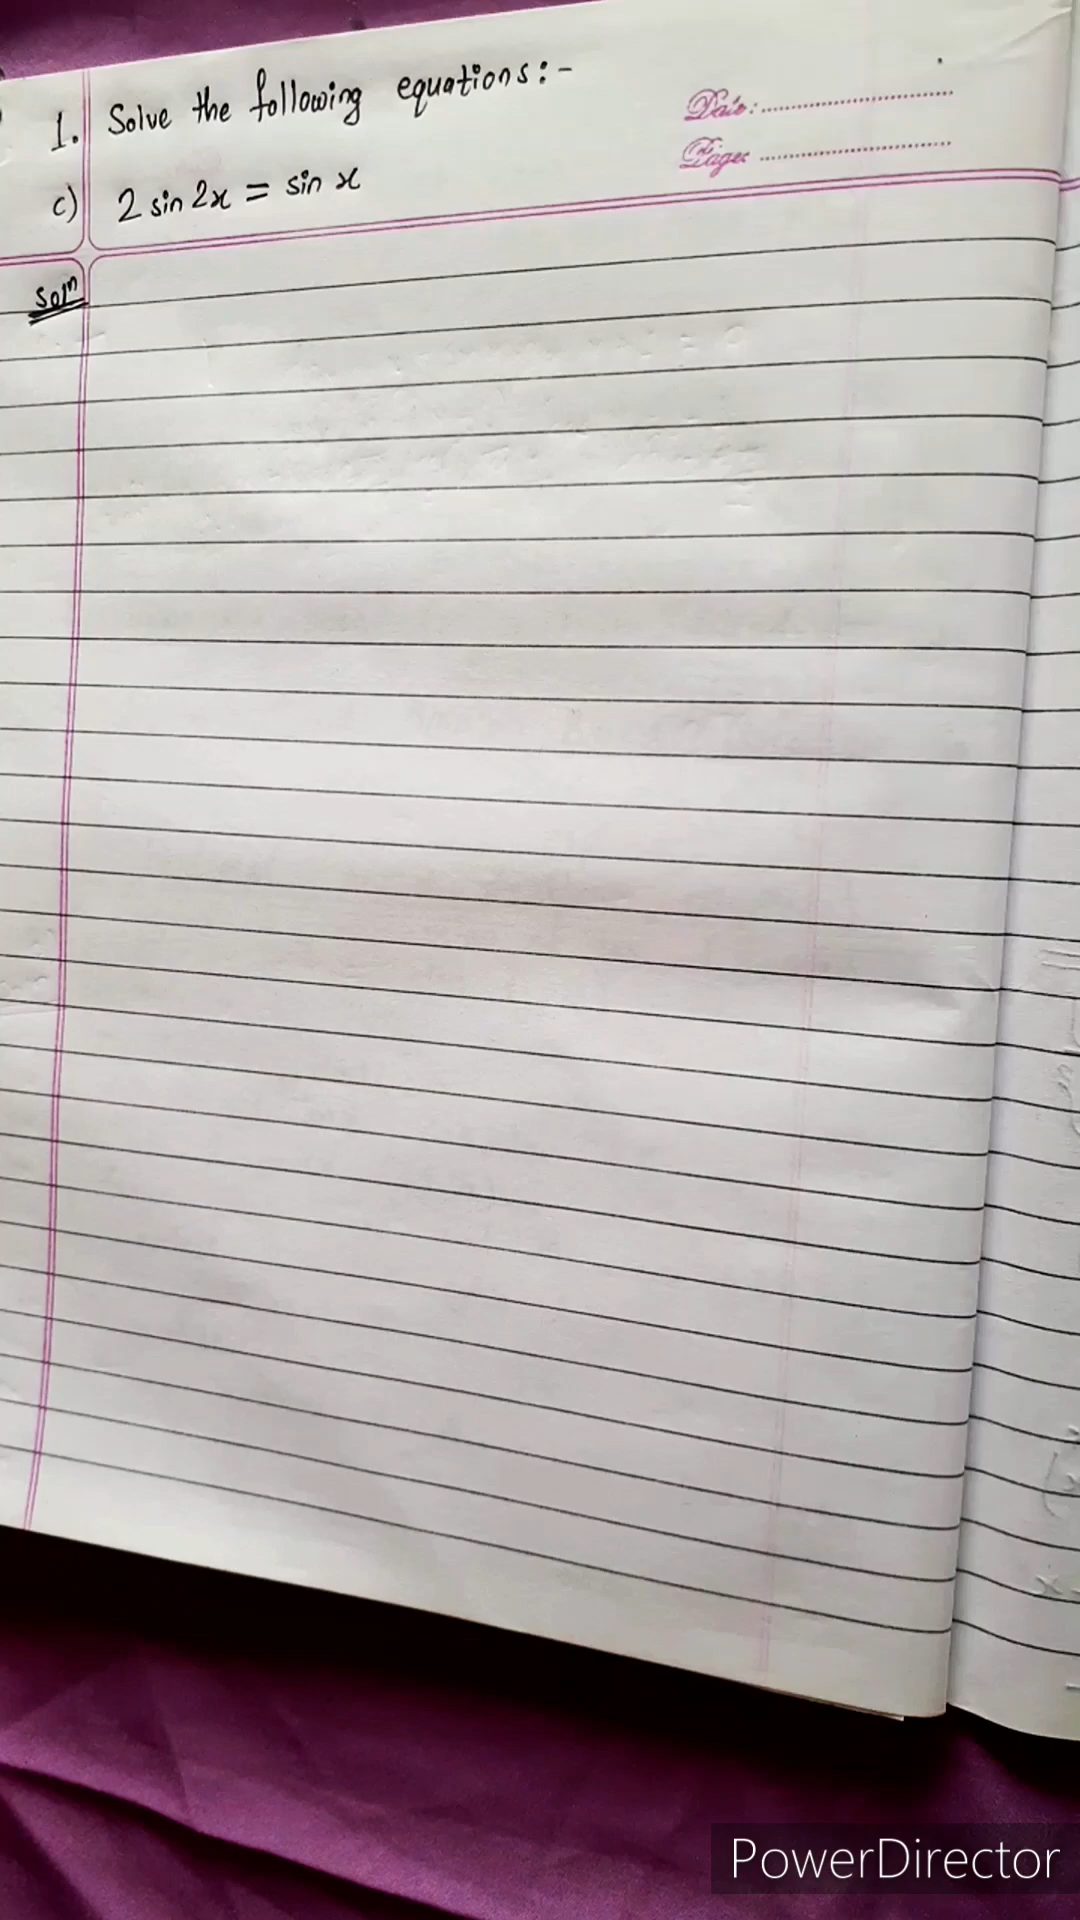 1. Solve the following equations:-
Date:
Page:
c) 2 sin 2x = sin x
Soln
PowerDirector